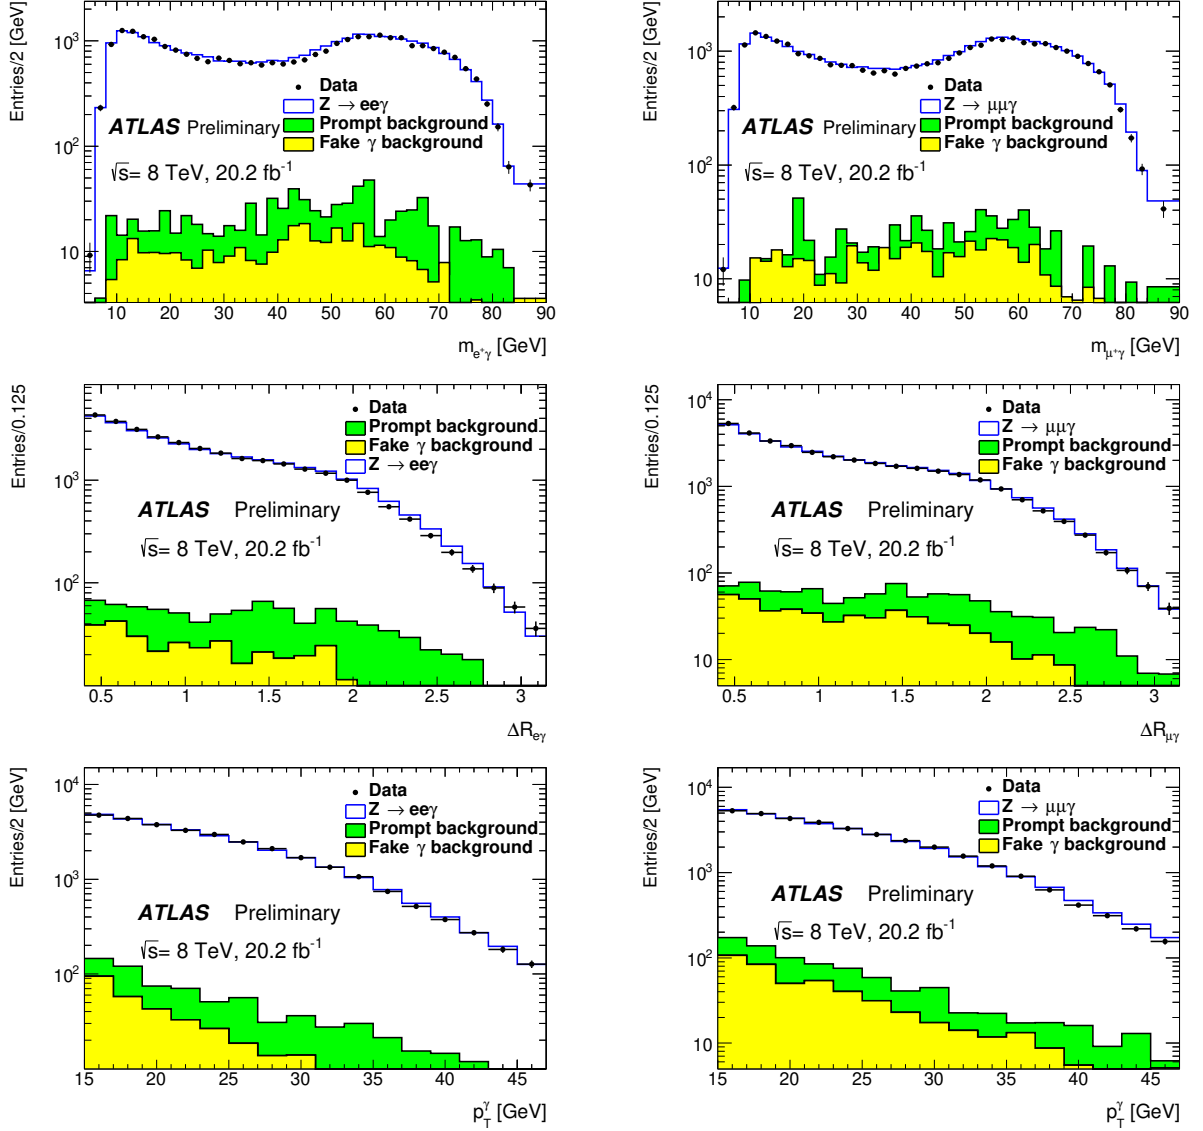 Entries/2 [GeV]
10³
10²
10
Data
Z → eeγ
Prompt background
Fake γ background
ATLAS Preliminary
√s= 8 TeV, 20.2 fb⁻¹
10 20 30 40 50 60 70 80 90
m_e⁺γ [GeV]
Entries/2 [GeV]
10³
10²
10
Data
Z → μμγ
Prompt background
Fake γ background
ATLAS Preliminary
√s= 8 TeV, 20.2 fb⁻¹
10 20 30 40 50 60 70 80 90
m_μ⁺γ [GeV]
Entries/0.125
10³
10²
Data
Prompt background
Fake γ background
Z → eeγ
ATLAS Preliminary
√s= 8 TeV, 20.2 fb⁻¹
0.5 1 1.5 2 2.5 3
ΔR_eγ
Entries/0.125
10⁴
10³
10²
10
Data
Z → μμγ
Prompt background
Fake γ background
ATLAS Preliminary
√s= 8 TeV, 20.2 fb⁻¹
0.5 1 1.5 2 2.5 3
ΔR_μγ
Entries/2 [GeV]
10⁴
10³
10²
Data
Z → eeγ
Prompt background
Fake γ background
ATLAS Preliminary
√s= 8 TeV, 20.2 fb⁻¹
15 20 25 30 35 40 45
p_T^γ [GeV]
Entries/2 [GeV]
10⁴
10³
10²
10
Data
Z → μμγ
Prompt background
Fake γ background
ATLAS Preliminary
√s= 8 TeV, 20.2 fb⁻¹
15 20 25 30 35 40 45
p_T^γ [GeV]